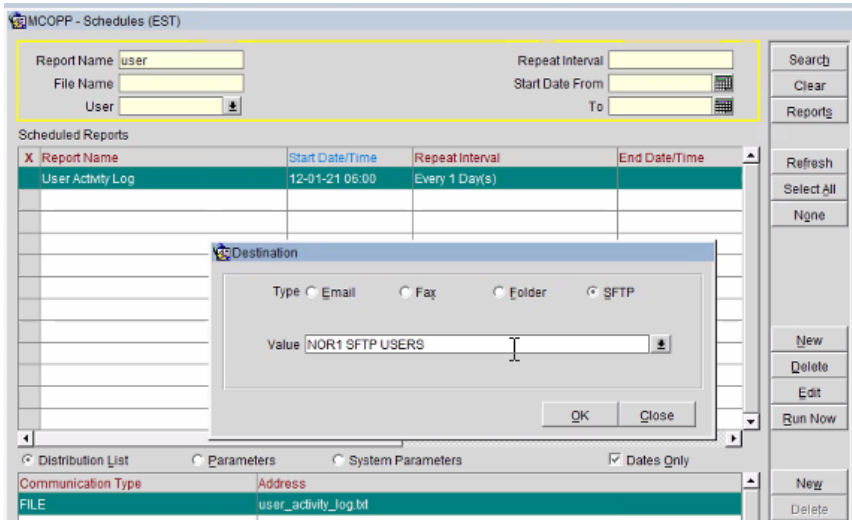 MCOPP - Schedules (EST)
Report Name user
Repeat Interval
Search
File Name
Start Date From
Clear
User
To
Reports
Scheduled Reports
X Report Name Start Date/Time Repeat Interval End Date/Time
Refresh
User Activity Log 12-01-21 06:00 Every 1 Day(s)
Select All
None
Destination
Type Email Fax Folder SFTP
Value NOR1 SFTP USERS
New
Delete
Edit
OK Close
Run Now
Distribution List Parameters System Parameters Dates Only
Communication Type Address
New
FILE user_activity_log.txt
Delete